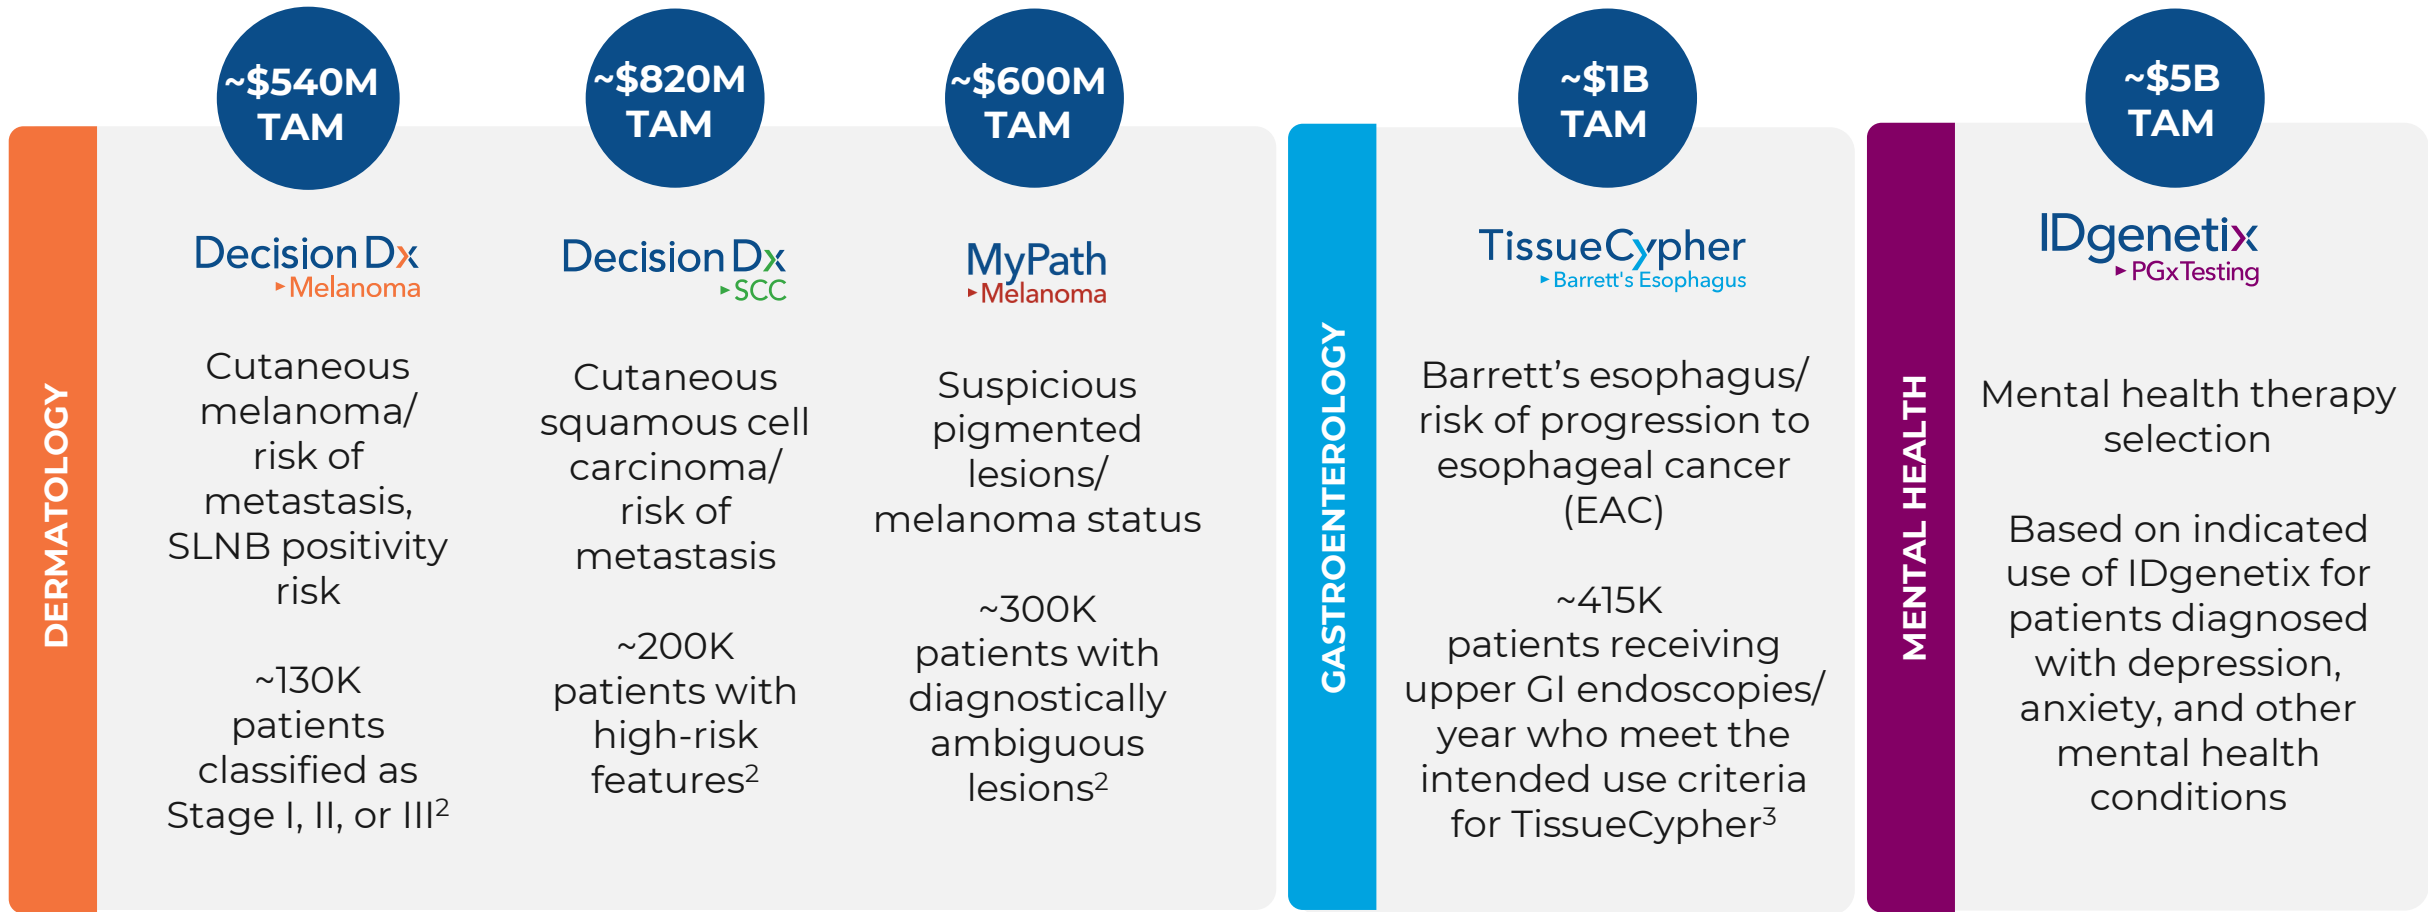 DERMATOLOGY
~$540M
TAM
DecisionDx
Melanoma
Cutaneous
melanoma/
risk of
metastasis,
SLNB positivity
risk
~130K
patients
classified as
Stage I, II, or III2
~$820M
TAM
DecisionDx
SCC
Cutaneous
squamous cell
carcinoma/
risk of
metastasis
~200K
patients with
high-risk
features2
~$600M
TAM
MyPath
Melanoma
Suspicious
pigmented
lesions/
melanoma status
~300K
patients with
diagnostically
ambiguous
lesions2
GASTROENTEROLOGY
~$1B
TAM
TissueCypher
Barrett's Esophagus
Barrett’s esophagus/
risk of progression to
esophageal cancer
(EAC)
~415K
patients receiving
upper GI endoscopies/
year who meet the
intended use criteria
for TissueCypher3
MENTAL HEALTH
~$5B
TAM
IDgenetix
PGxTesting
Mental health therapy
selection
Based on indicated
use of IDgenetix for
patients diagnosed
with depression,
anxiety, and other
mental health
conditions